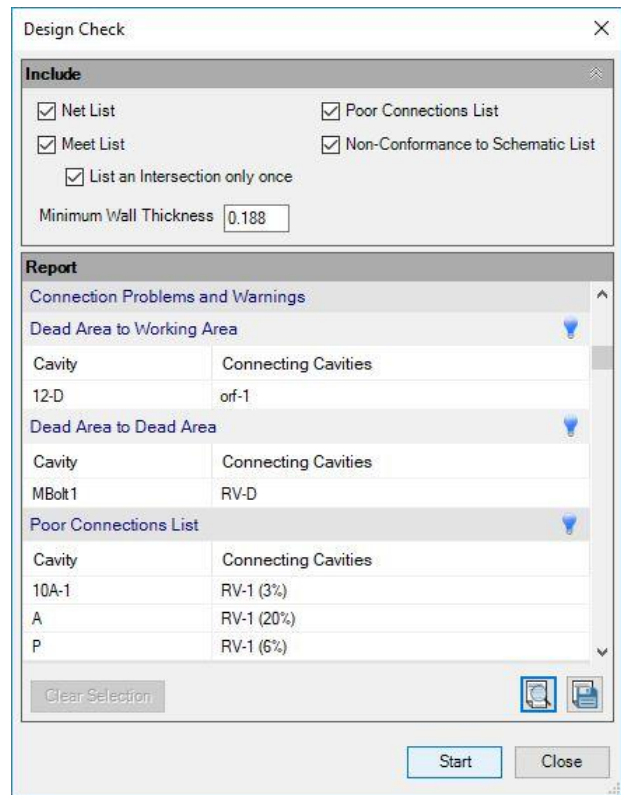 Design Check
Include
Net List
Poor Connections List
Meet List
Non-Conformance to Schematic List
List an Intersection only once
Minimum Wall Thickness 0.188
Report
Connection Problems and Warnings
Dead Area to Working Area
Cavity Connecting Cavities
12-D orf-1
Dead Area to Dead Area
Cavity Connecting Cavities
MBolt1 RV-D
Poor Connections List
Cavity Connecting Cavities
10A-1 RV-1 (3%)
A RV-1 (20%)
P RV-1 (6%)
Clear Selection
Start Close